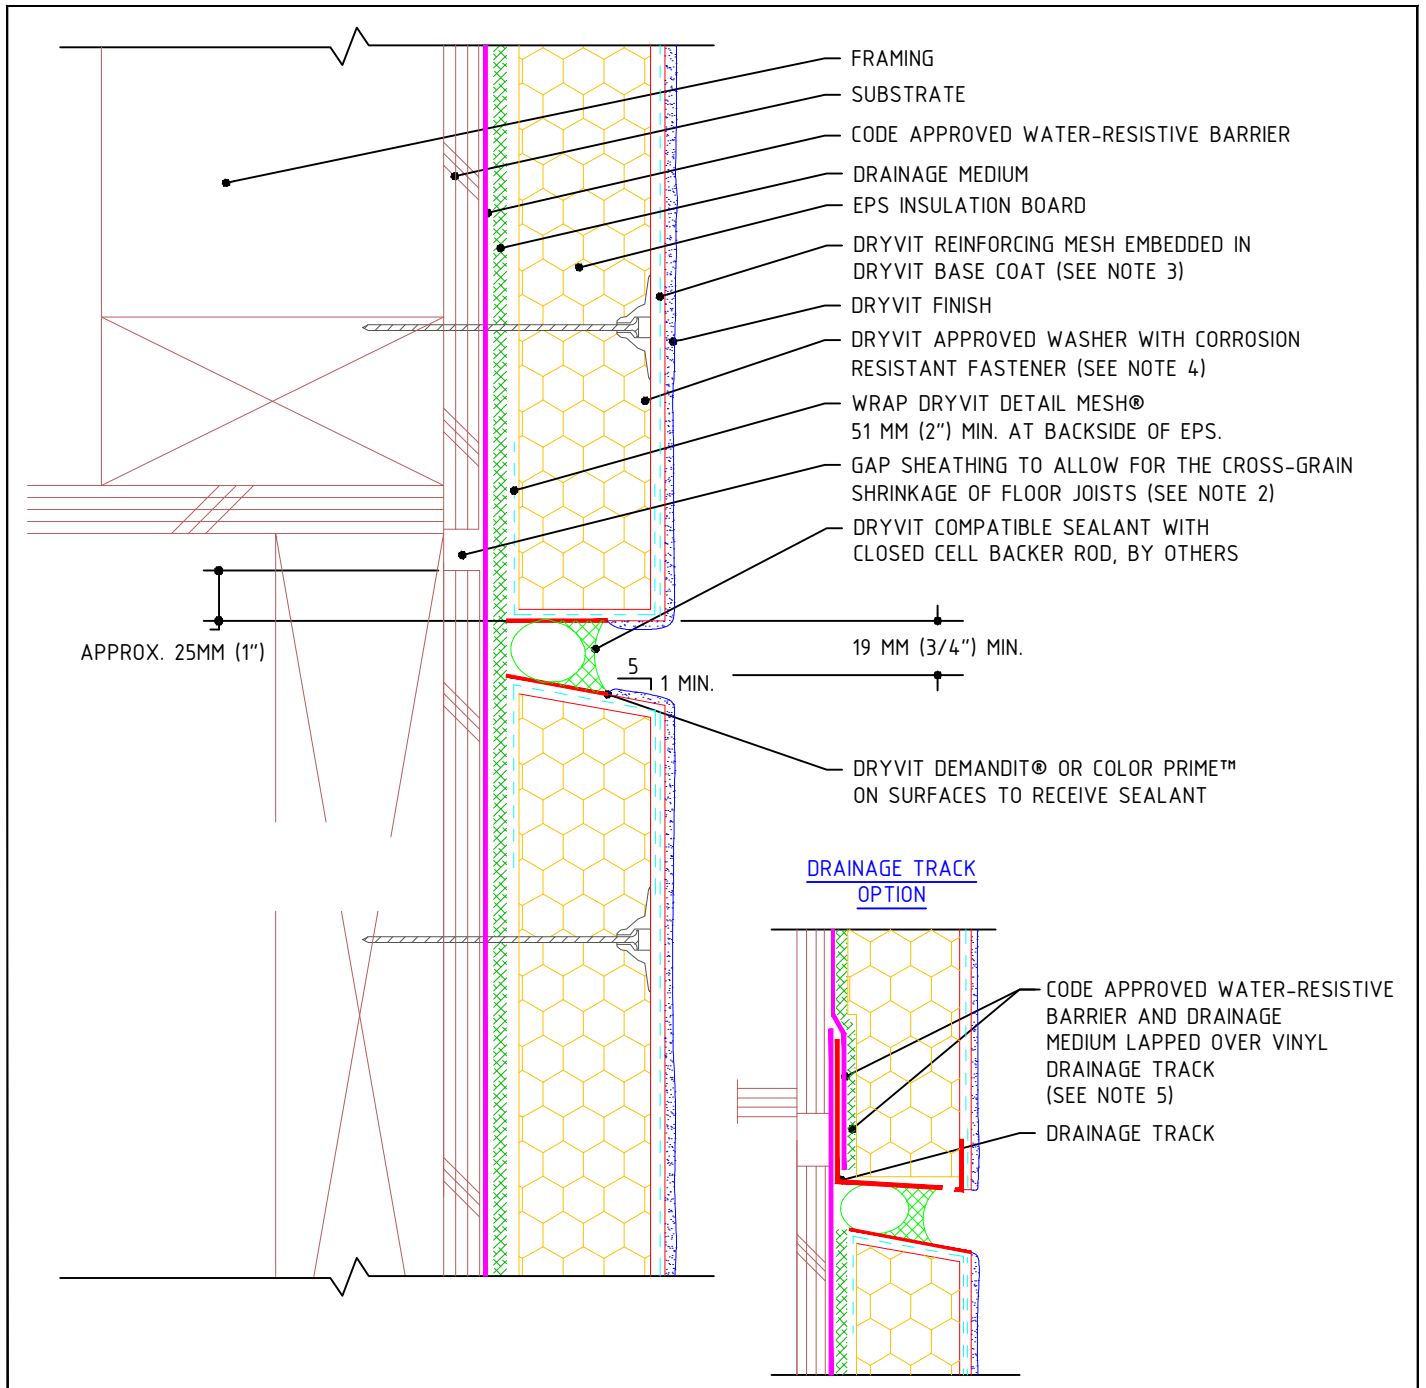 FRAMING
SUBSTRATE
CODE APPROVED WATER-RESISTIVE BARRIER
DRAINAGE MEDIUM
EPS INSULATION BOARD
DRYVIT REINFORCING MESH EMBEDDED IN
DRYVIT BASE COAT (SEE NOTE 3)
DRYVIT FINISH
DRYVIT APPROVED WASHER WITH CORROSION
RESISTANT FASTENER (SEE NOTE 4)
WRAP DRYVIT DETAIL MESH®
51 MM (2") MIN. AT BACKSIDE OF EPS.
GAP SHEATHING TO ALLOW FOR THE CROSS-GRAIN
SHRINKAGE OF FLOOR JOISTS (SEE NOTE 2)
DRYVIT COMPATIBLE SEALANT WITH
CLOSED CELL BACKER ROD, BY OTHERS
APPROX. 25MM (1")
19 MM (3/4") MIN.
5
1 MIN.
DRYVIT DEMANDIT® OR COLOR PRIME™
ON SURFACES TO RECEIVE SEALANT
DRAINAGE TRACK
OPTION
CODE APPROVED WATER-RESISTIVE
BARRIER AND DRAINAGE
MEDIUM LAPPED OVER VINYL
DRAINAGE TRACK
(SEE NOTE 5)
DRAINAGE TRACK